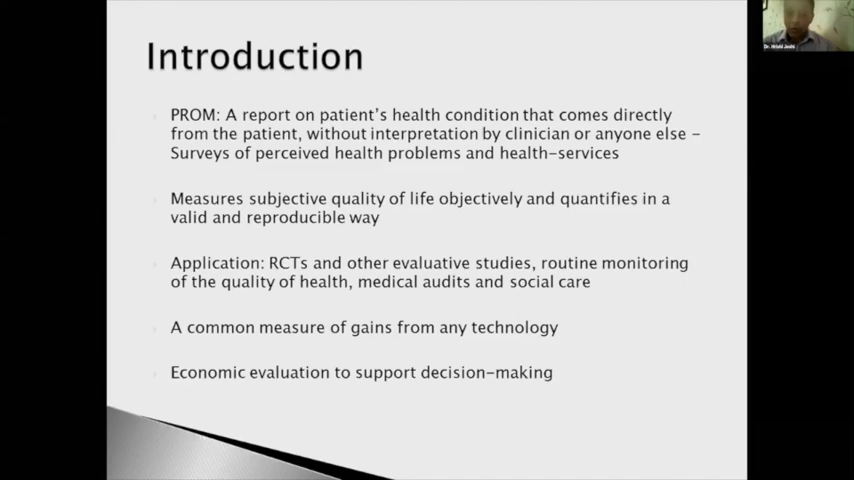 Introduction
PROM: A report on patient's health condition that comes directly
from the patient, without interpretation by clinician or anyone else –
Surveys of perceived health problems and health-services
Measures subjective quality of life objectively and quantifies in a
valid and reproducible way
Application: RCTs and other evaluative studies, routine monitoring
of the quality of health, medical audits and social care
A common measure of gains from any technology
Economic evaluation to support decision-making
Dr. Hrishi Joshi